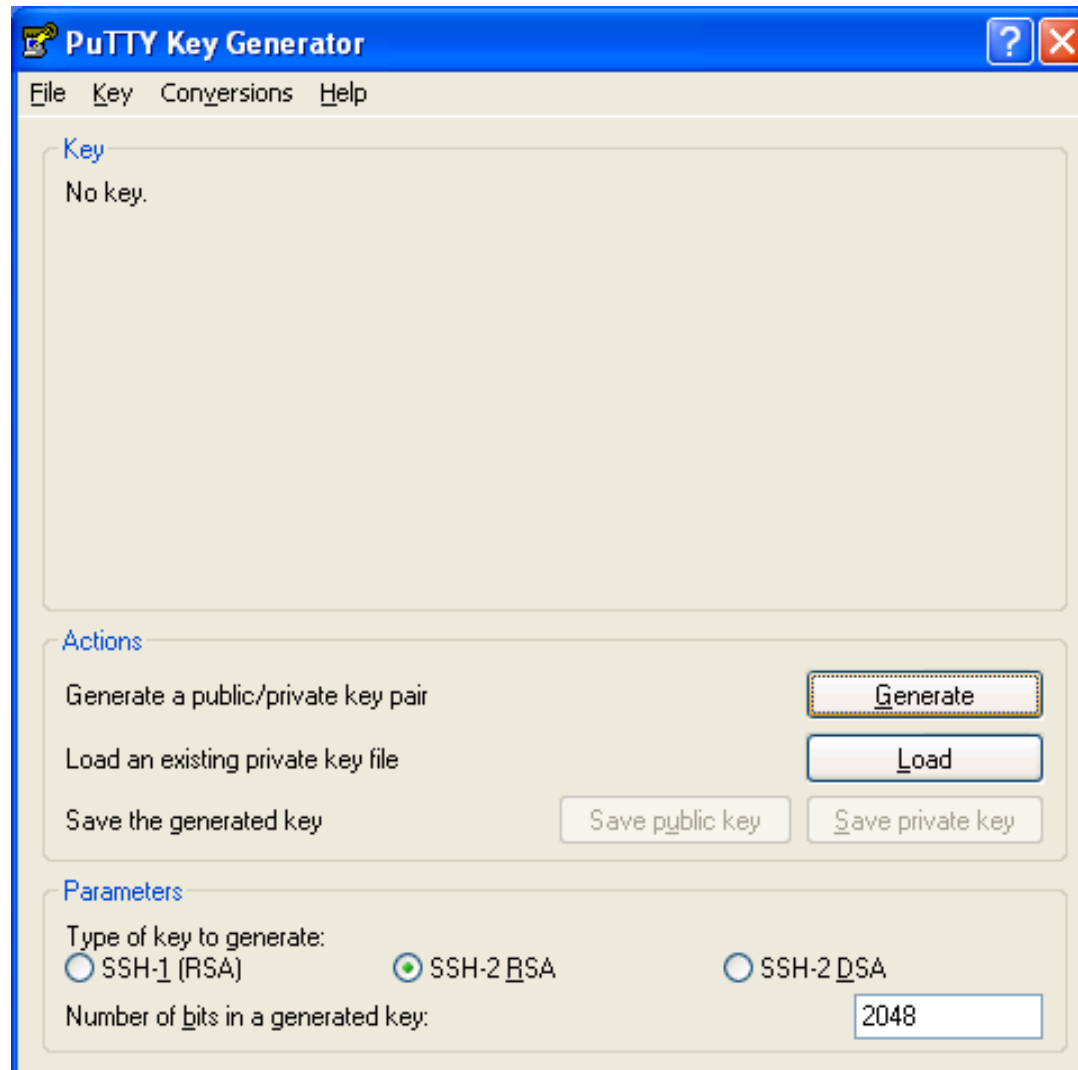 PuTTY Key Generator
?
File Key Conversions Help
Key
No key.
Actions
Generate a public/private key pair Generate
Load an existing private key file Load
Save the generated key Save public key Save private key
Parameters
Type of key to generate:
SSH-1 (RSA) SSH-2 RSA SSH-2 DSA
Number of bits in a generated key: 2048